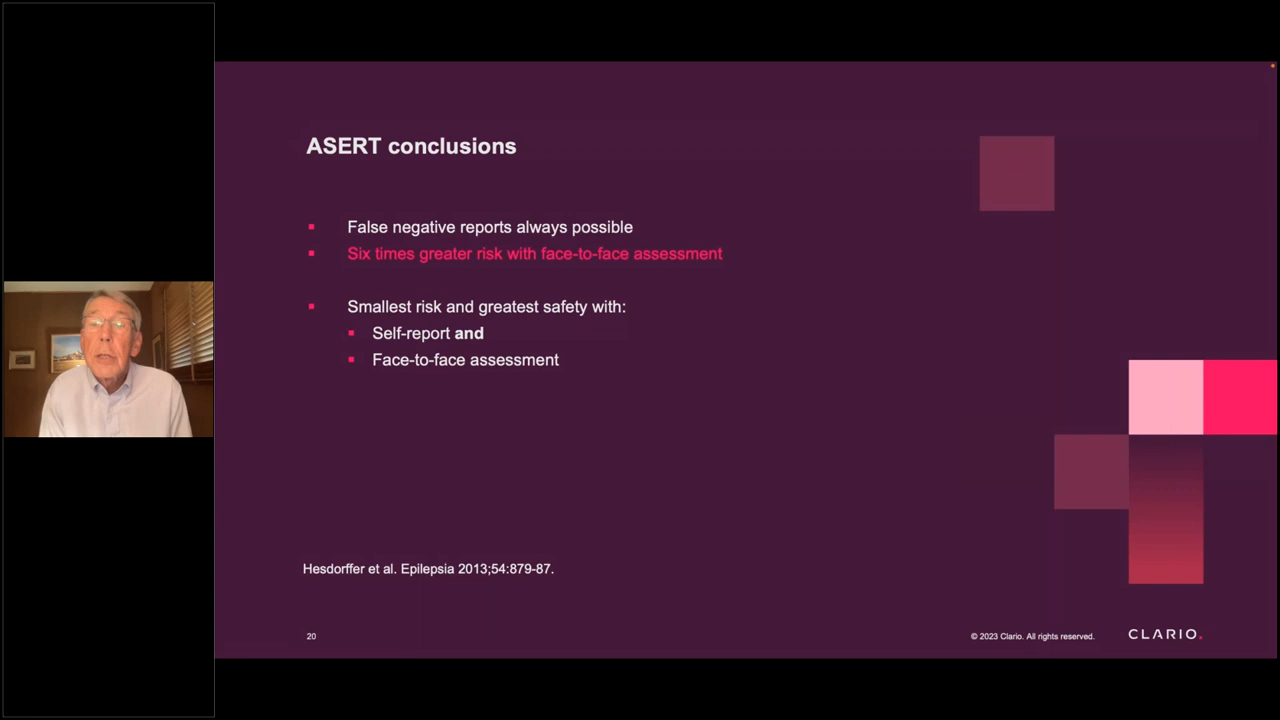 ASERT conclusions
False negative reports always possible
Six times greater risk with face-to-face assessment
Smallest risk and greatest safety with:
Self-report and
Face-to-face assessment
Hesdorffer et al. Epilepsia 2013;54:879-87.
20
© 2023 Clario. All rights reserved.
CLARIO.